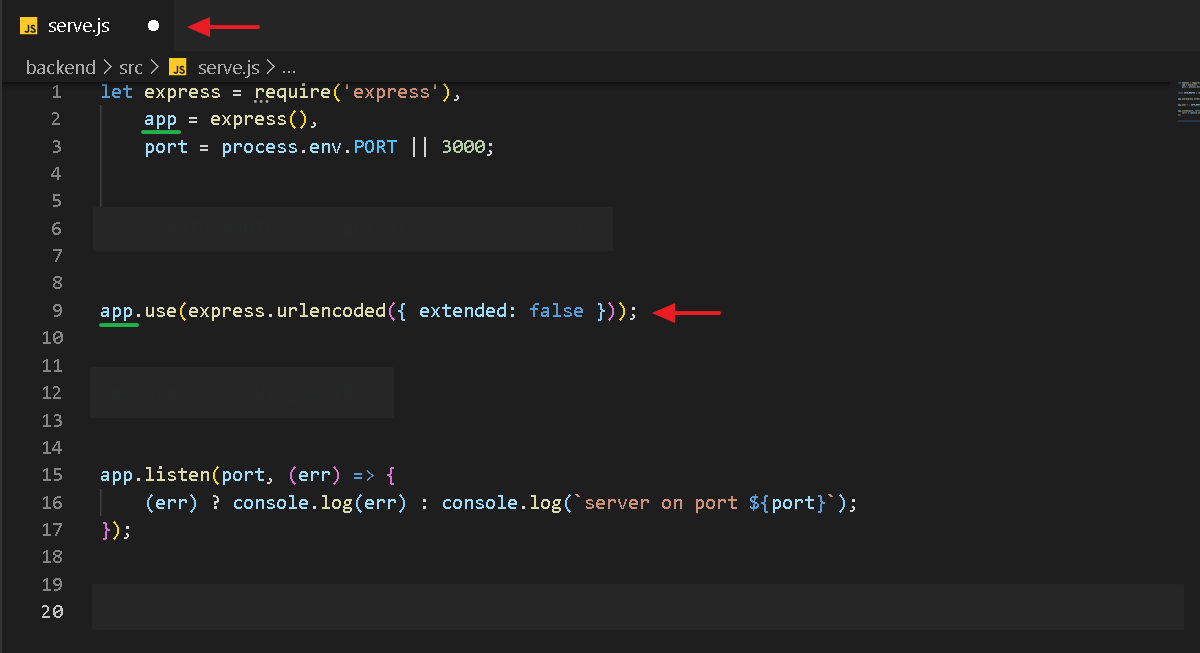 JS serve.js
backend > src > JS serve.js > ...
1 let express = require('express'),
2 app = express(),
3 port = process.env.PORT || 3000;
4
5
6
7
8
9 app.use(express.urlencoded({ extended: false }));
10
11
12
13
14
15 app.listen(port, (err) => {
16 (err) ? console.log(err) : console.log(`server on port ${port}`);
17 });
18
19
20